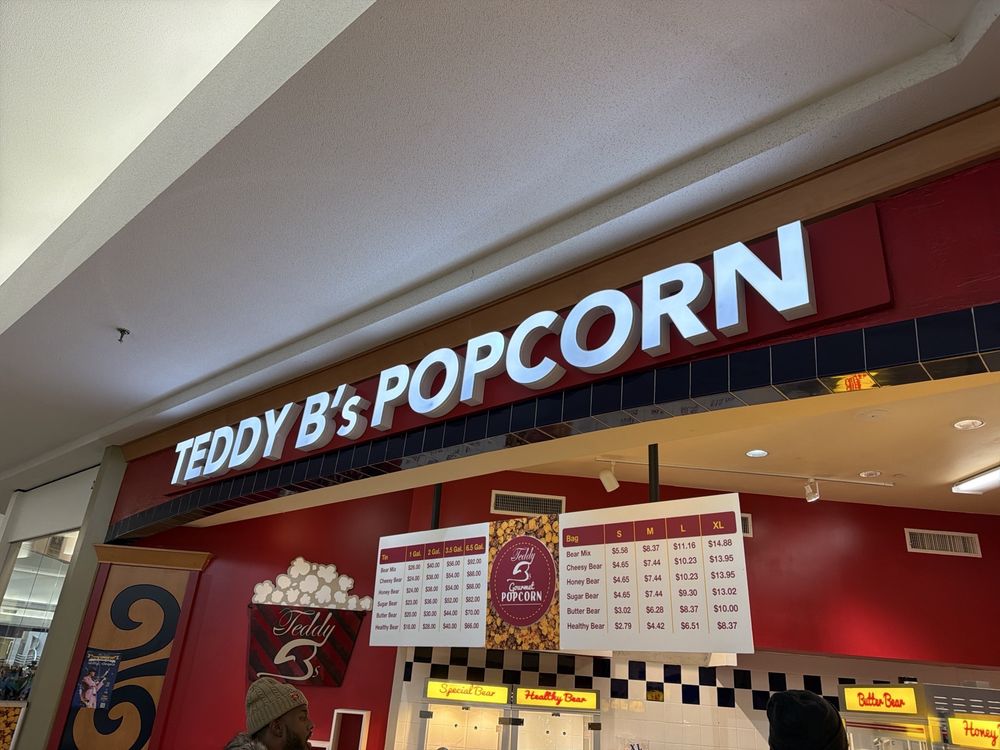 TEDDY B's POPCORN
Tin 1 Gal. 2 Gal. 3.5 Gal. 6.5 Gal.
Bear Mix $26.00 $40.00 $56.00 $92.00
Cheesy Bear $24.00 $38.00 $54.00 $88.00
Honey Bear $24.00 $38.00 $54.00 $88.00
Sugar Bear $23.00 $36.00 $52.00 $82.00
Butter Bear $20.00 $30.00 $44.00 $70.00
Healthy Bear $18.00 $28.00 $40.00 $66.00
Teddy
B
Gourmet
POPCORN
Bag S M L XL
Bear Mix $5.58 $8.37 $11.16 $14.88
Cheesy Bear $4.65 $7.44 $10.23 $13.95
Honey Bear $4.65 $7.44 $10.23 $13.95
Sugar Bear $4.65 $7.44 $9.30 $13.02
Butter Bear $3.02 $6.28 $8.37 $10.00
Healthy Bear $2.79 $4.42 $6.51 $8.37
Teddy
B's
Special Bear
Healthy Bear
Butter Bear
Honey
XL